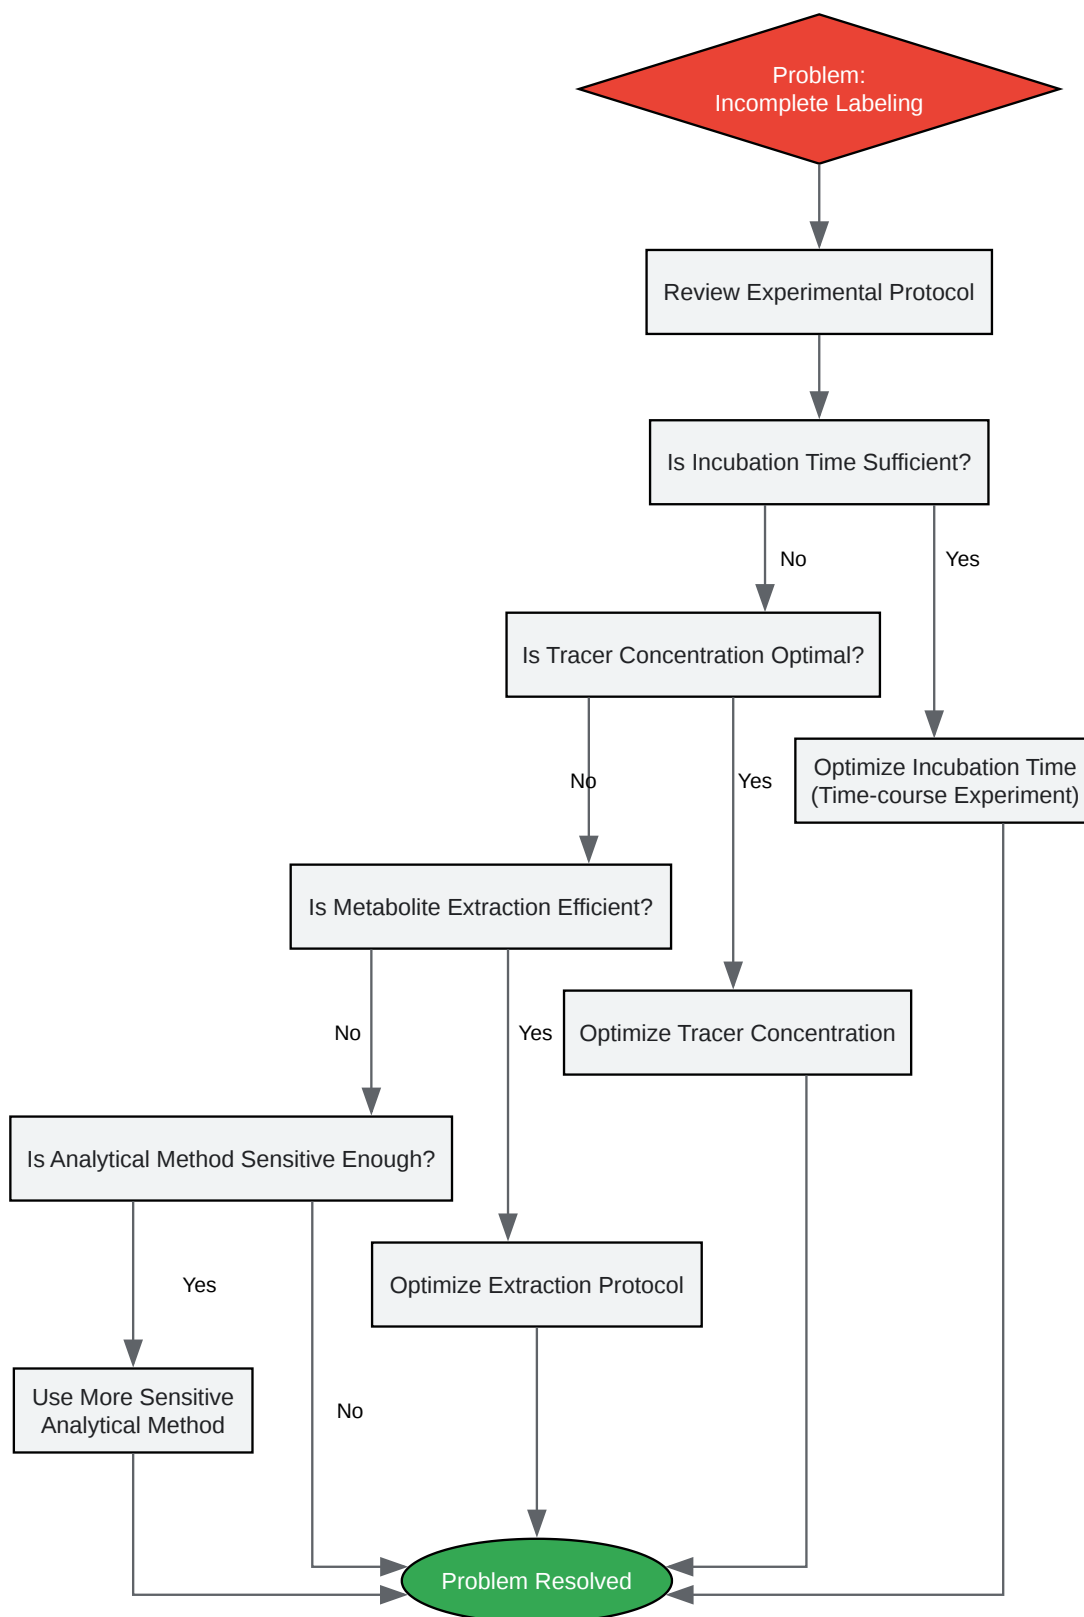 Problem:
Incomplete Labeling
Review Experimental Protocol
Is Incubation Time Sufficient?
No
Yes
Is Tracer Concentration Optimal?
No
Yes
Optimize Incubation Time
(Time-course Experiment)
Is Metabolite Extraction Efficient?
No
Yes
Optimize Tracer Concentration
Is Analytical Method Sensitive Enough?
Yes
Optimize Extraction Protocol
Use More Sensitive
Analytical Method
No
Problem Resolved